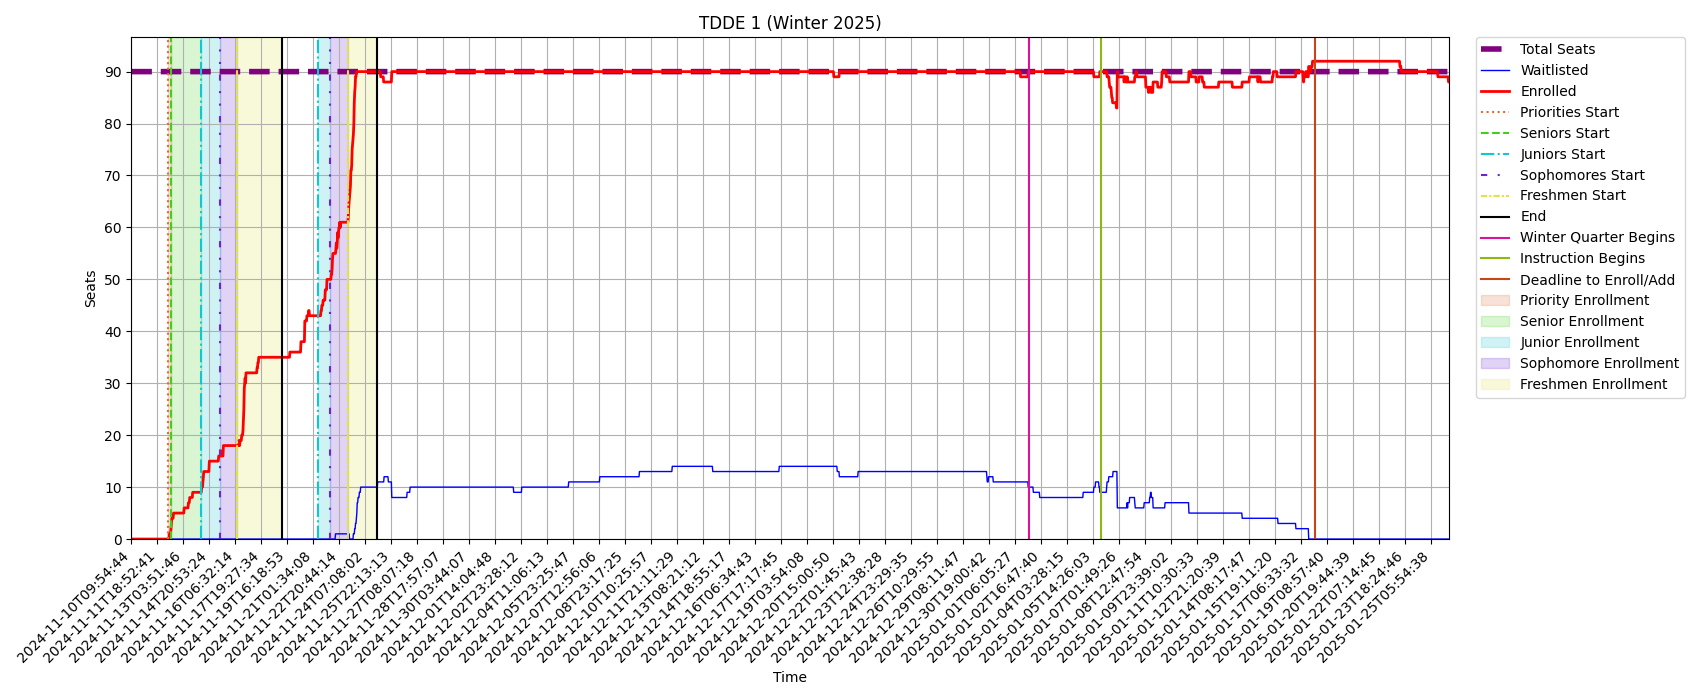 TDDE 1 (Winter 2025)
Seats
90
80
70
60
50
40
30
20
10
0
2024-11-10T09:54:44
2024-11-11T18:52:41
2024-11-13T03:51:46
2024-11-14T20:53:24
2024-11-16T06:32:14
2024-11-17T19:27:34
2024-11-19T16:18:53
2024-11-21T01:34:08
2024-11-22T20:44:14
2024-11-24T07:08:02
2024-11-25T22:13:13
2024-11-27T18:07:18
2024-11-28T17:57:07
2024-11-30T03:44:07
2024-12-01T14:04:48
2024-12-02T23:28:12
2024-12-04T11:06:13
2024-12-05T23:25:47
2024-12-07T12:56:06
2024-12-08T23:17:25
2024-12-10T10:25:57
2024-12-11T21:11:29
2024-12-13T08:21:12
2024-12-14T18:55:17
2024-12-16T06:34:43
2024-12-17T17:17:45
2024-12-19T03:54:08
2024-12-20T15:00:50
2024-12-22T01:45:43
2024-12-23T12:38:28
2024-12-24T23:29:35
2024-12-26T10:29:55
2024-12-29T08:11:47
2024-12-30T19:00:42
2025-01-01T06:05:27
2025-01-02T16:47:40
2025-01-04T03:28:15
2025-01-05T14:26:03
2025-01-07T01:49:26
2025-01-08T12:47:54
2025-01-09T23:39:02
2025-01-11T10:30:33
2025-01-12T21:20:39
2025-01-14T08:17:47
2025-01-15T19:11:20
2025-01-17T06:33:32
2025-01-19T08:57:40
2025-01-20T19:44:39
2025-01-22T07:14:45
2025-01-23T18:24:46
2025-01-25T05:54:38
Time
Total Seats
Waitlisted
Enrolled
Priorities Start
Seniors Start
Juniors Start
Sophomores Start
Freshmen Start
End
Winter Quarter Begins
Instruction Begins
Deadline to Enroll/Add
Priority Enrollment
Senior Enrollment
Junior Enrollment
Sophomore Enrollment
Freshmen Enrollment